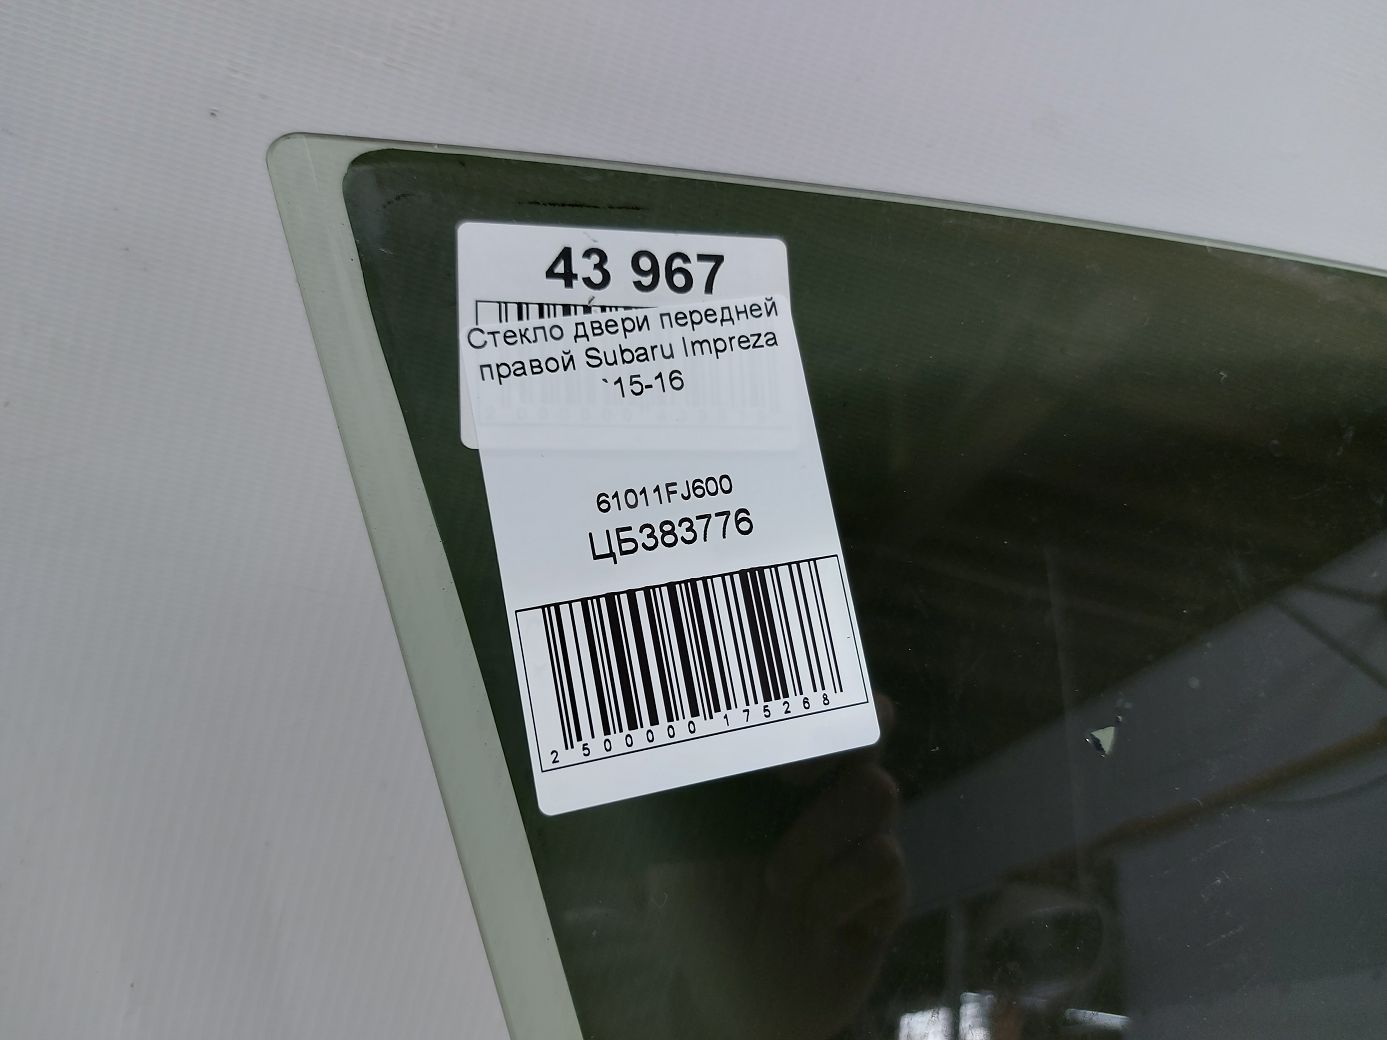 43 967
Стекло двери передней
правой Subaru Impreza
`15-16
61011FJ600
ЦБ383776
2500000175268